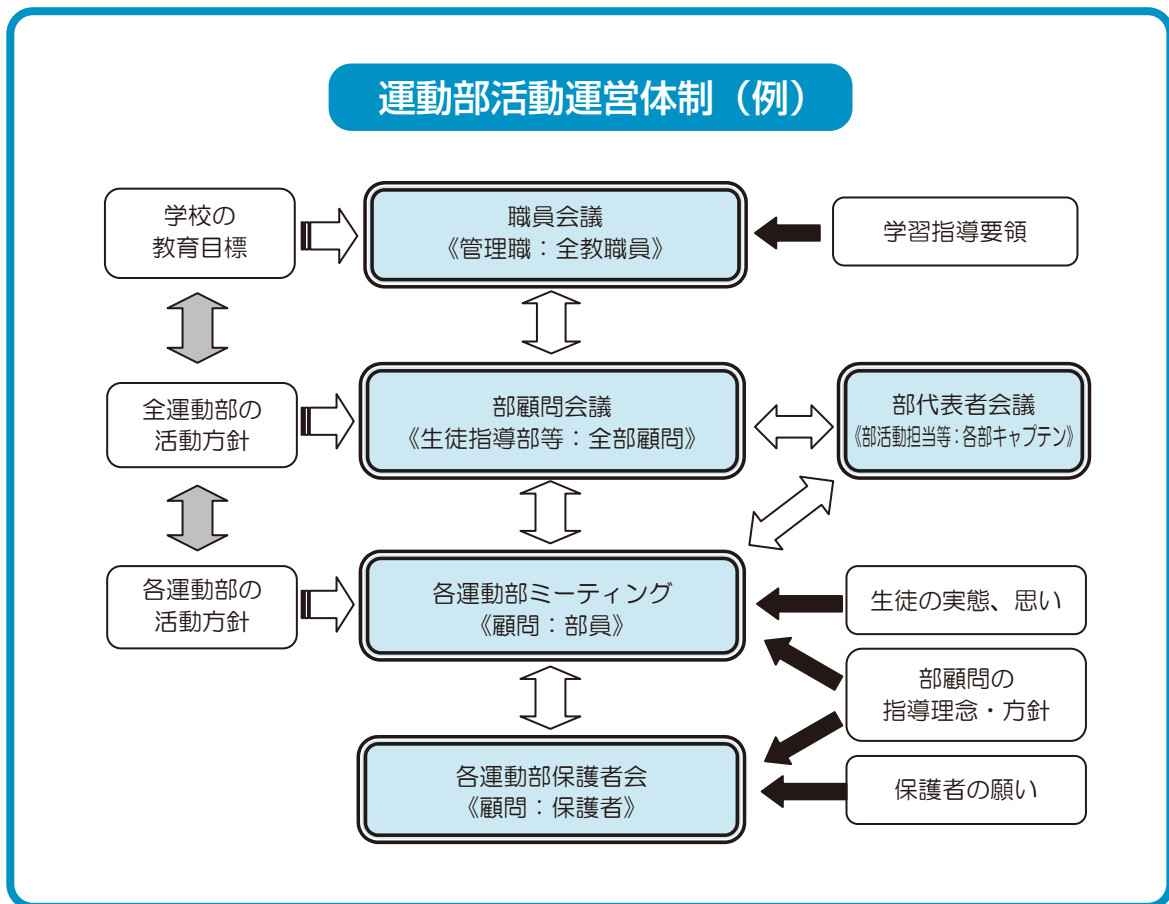 運動部活動運営体制（例）
学校の
教育目標
職員会議
《管理職：全教職員》
学習指導要領
全運動部の
活動方針
部顧問会議
《生徒指導部等：全部顧問》
部代表者会議
《部活動担当等：各部キャプテン》
各運動部の
活動方針
各運動部ミーティング
《顧問：部員》
生徒の実態、思い
部顧問の
指導理念・方針
各運動部保護者会
《顧問：保護者》
保護者の願い